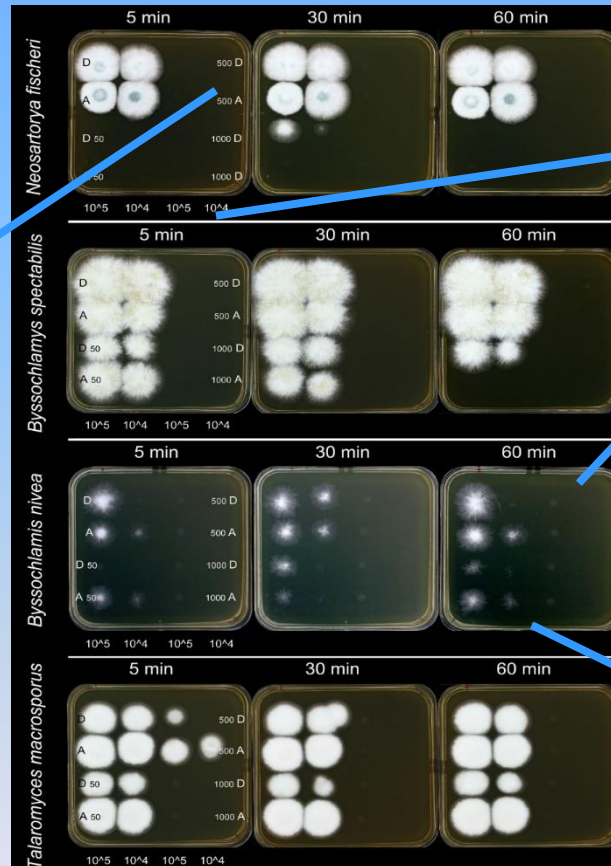 5 min 30 min 60 min
Neosartorya fischeri
D 500 D
A 500 A
D 50 1000 D
50 1000 D
10^5 10^4 10^5 10^4
5 min 30 min 60 min
Byssochlamys spectabilis
D 500 D
A 500 A
D 50 1000 D
A 50 1000 A
10^5 10^4 10^5 10^4
5 min 30 min 60 min
Byssochlamis nivea
D 500 D
A 500 A
D 50 1000 D
A 50 1000 A
10^5 10^4 10^5 10^4
5 min 30 min 60 min
Talaromyces macrosporus
D 500 D
A 500 A
D 50 1000 D
A 50 1000 A
10^5 10^4 10^5 10^4